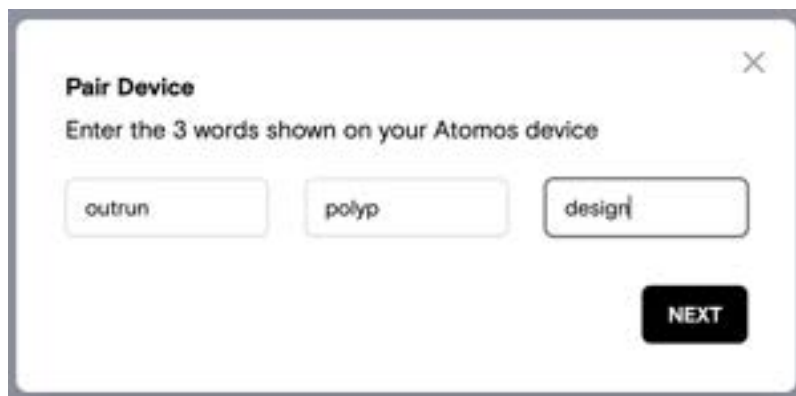 Pair Device
Enter the 3 words shown on your Atomos device
outrun polyp design
NEXT